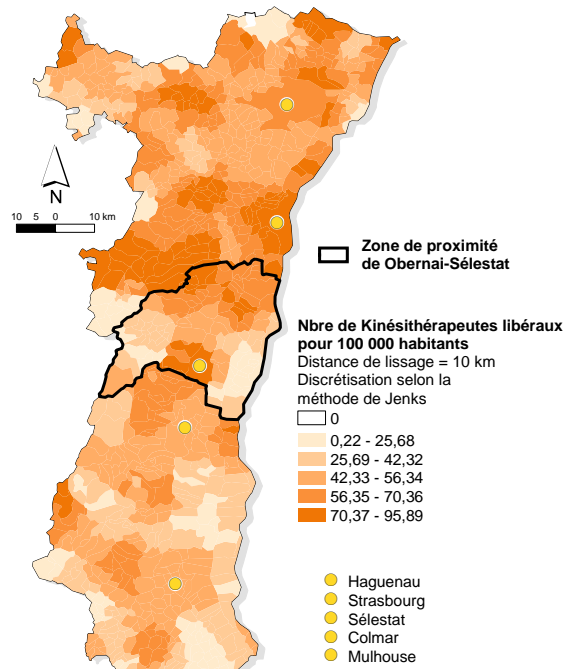 N
10 5 0 10 km
Zone de proximité
de Obernai-Sélestat
Nbre de Kinésithérapeutes libéraux
pour 100 000 habitants
Distance de lissage = 10 km
Discrétisation selon la
méthode de Jenks
0
0,22 - 25,68
25,69 - 42,32
42,33 - 56,34
56,35 - 70,36
70,37 - 95,89
Haguenau
Strasbourg
Sélestat
Colmar
Mulhouse